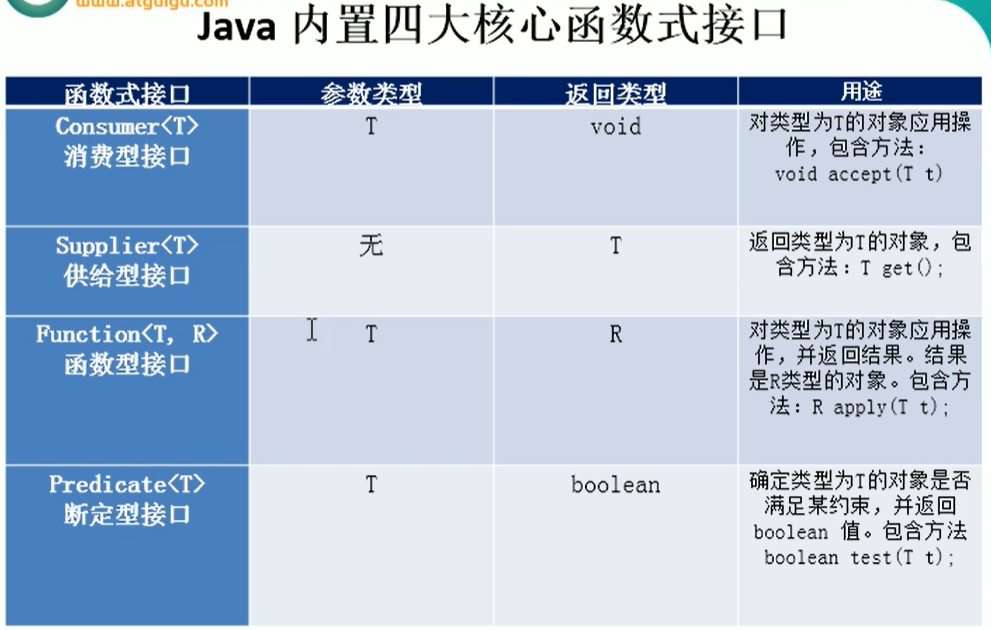 www.atguigu.com
Java 内置四大核心函数式接口
函数式接口 参数类型 返回类型 用途
Consumer<T>
消费型接口
T
void
对类型为T的对象应用操
作，包含方法：
void accept(T t)
Supplier<T>
供给型接口
无
T
返回类型为T的对象，包
含方法：T get();
Function<T, R>
函数型接口
T
R
对类型为T的对象应用操
作，并返回结果。结果
是R类型的对象。包含方
法：R apply(T t);
Predicate<T>
断定型接口
T
boolean
确定类型为T的对象是否
满足某约束，并返回
boolean 值。包含方法
boolean test(T t);